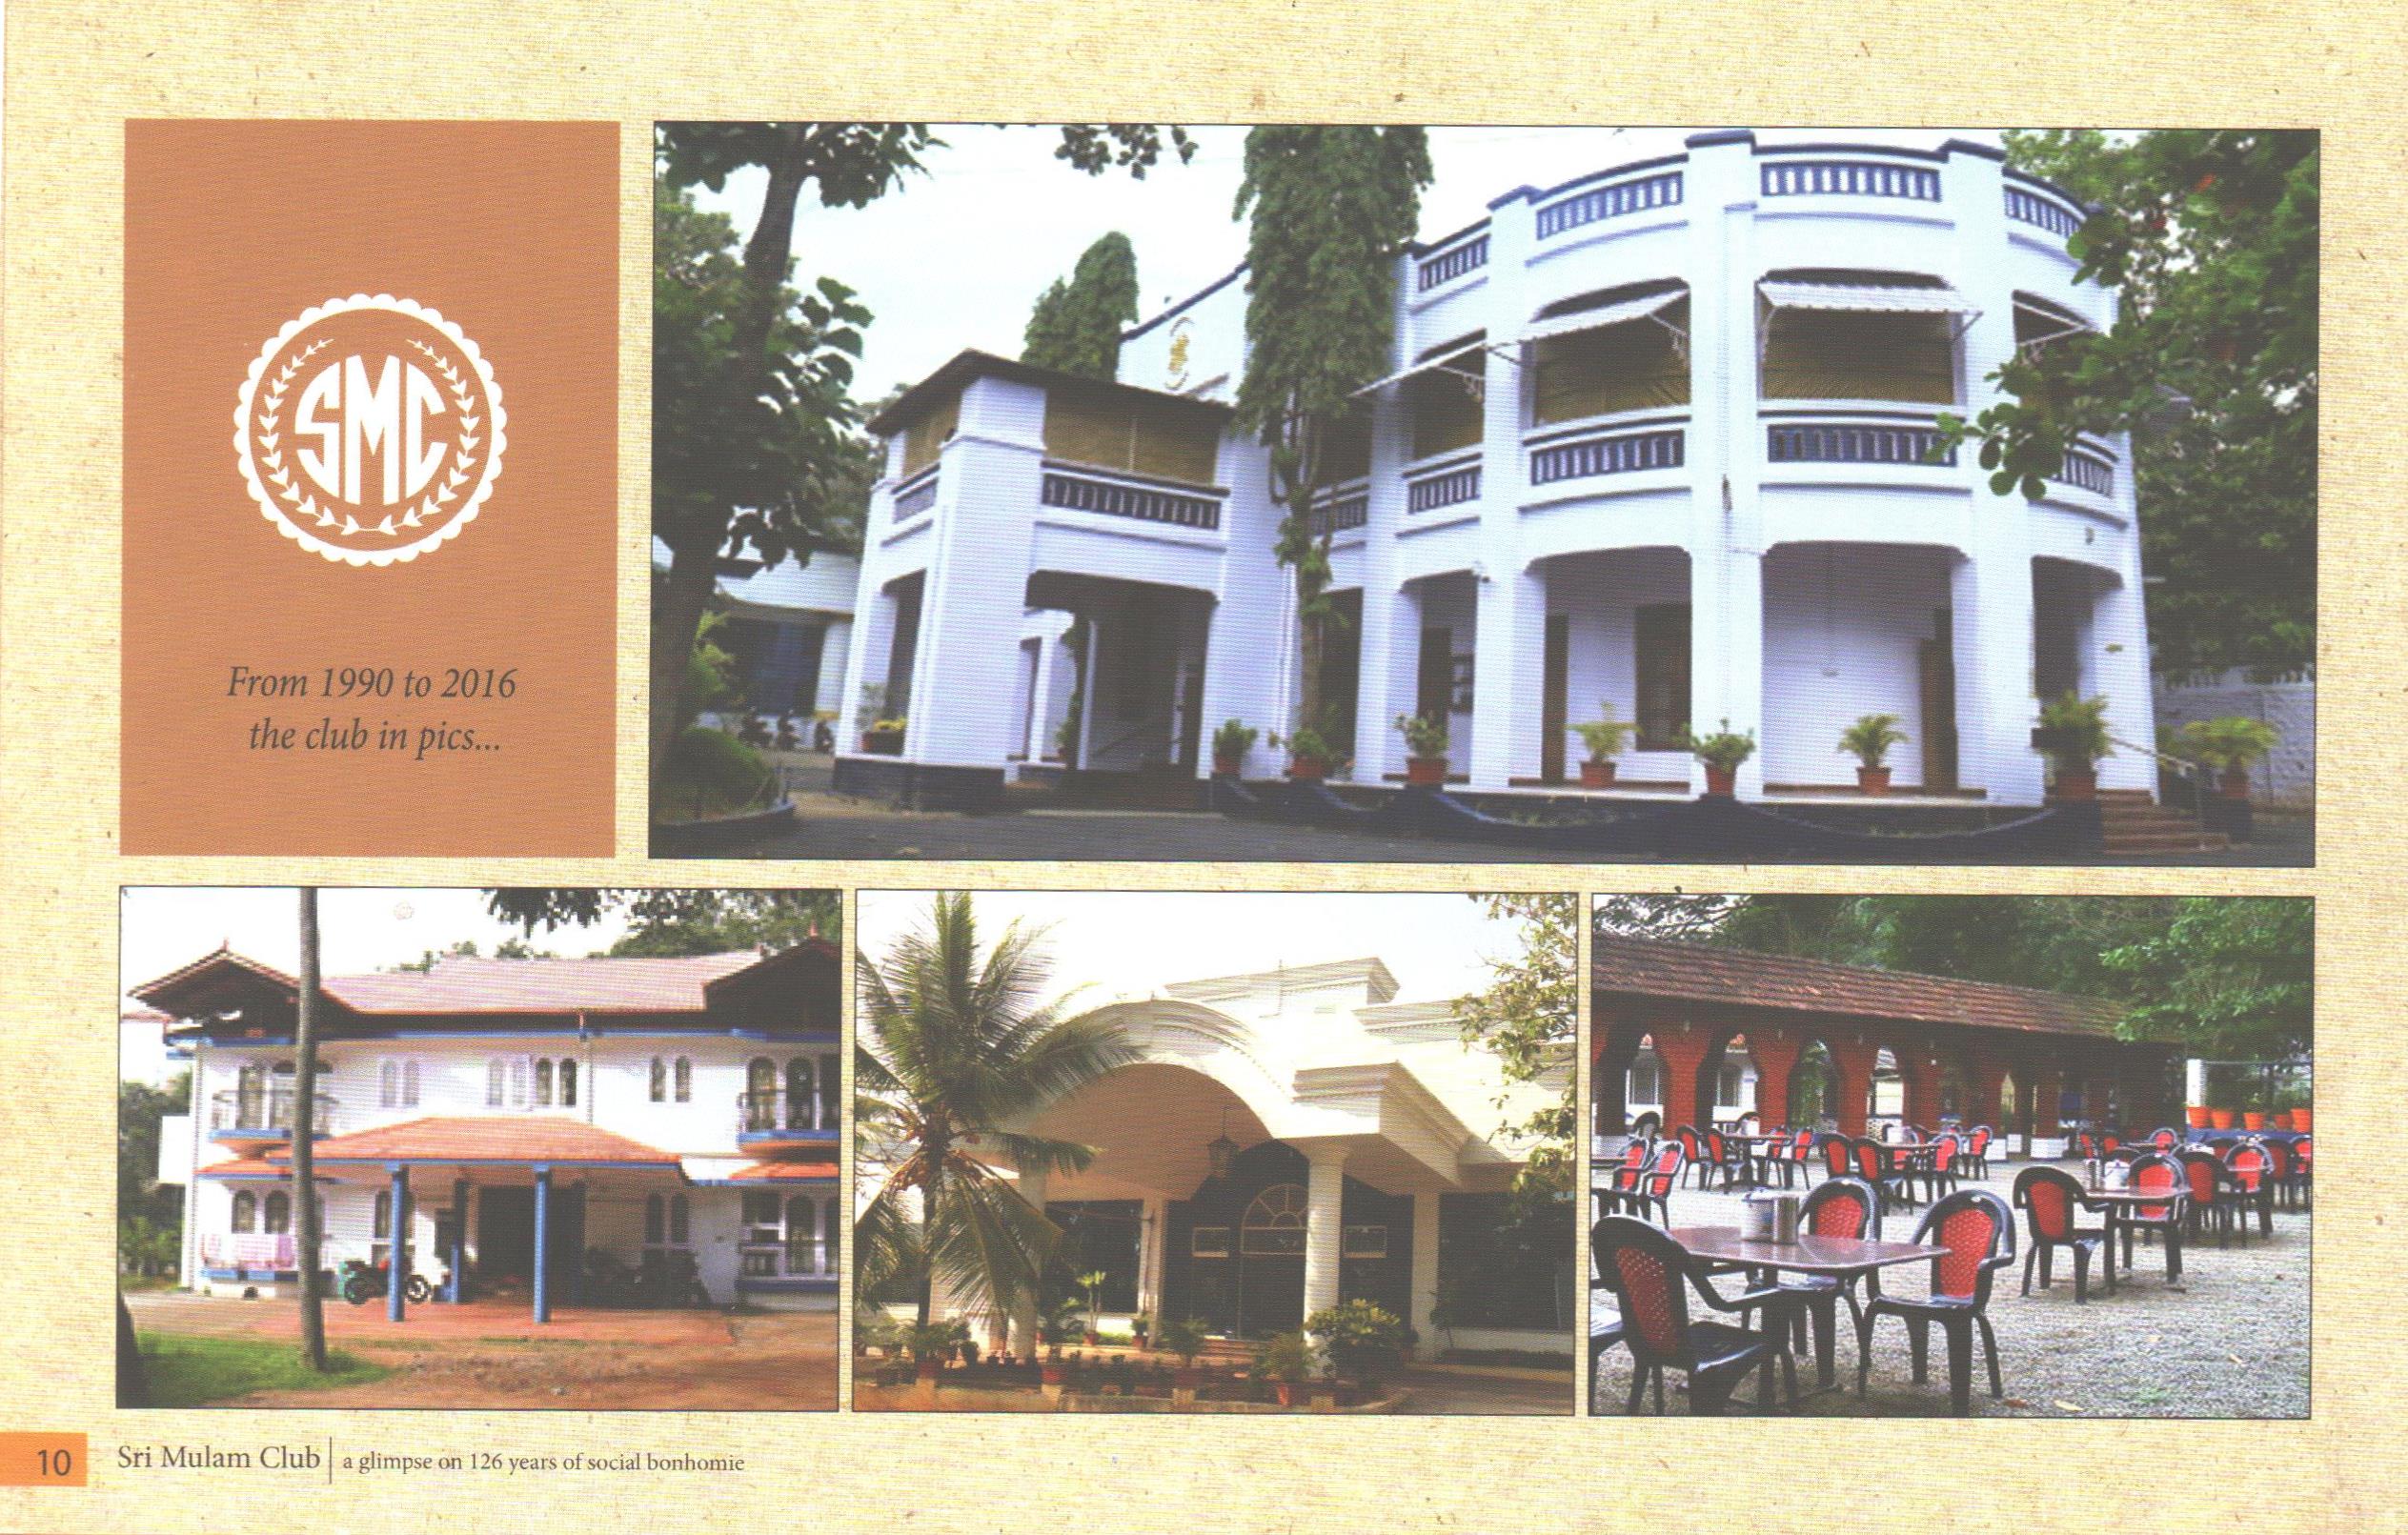 SMC
From 1990 to 2016
the club in pics...
10
Sri Mulam Club | a glimpse on 126 years of social bonhomie